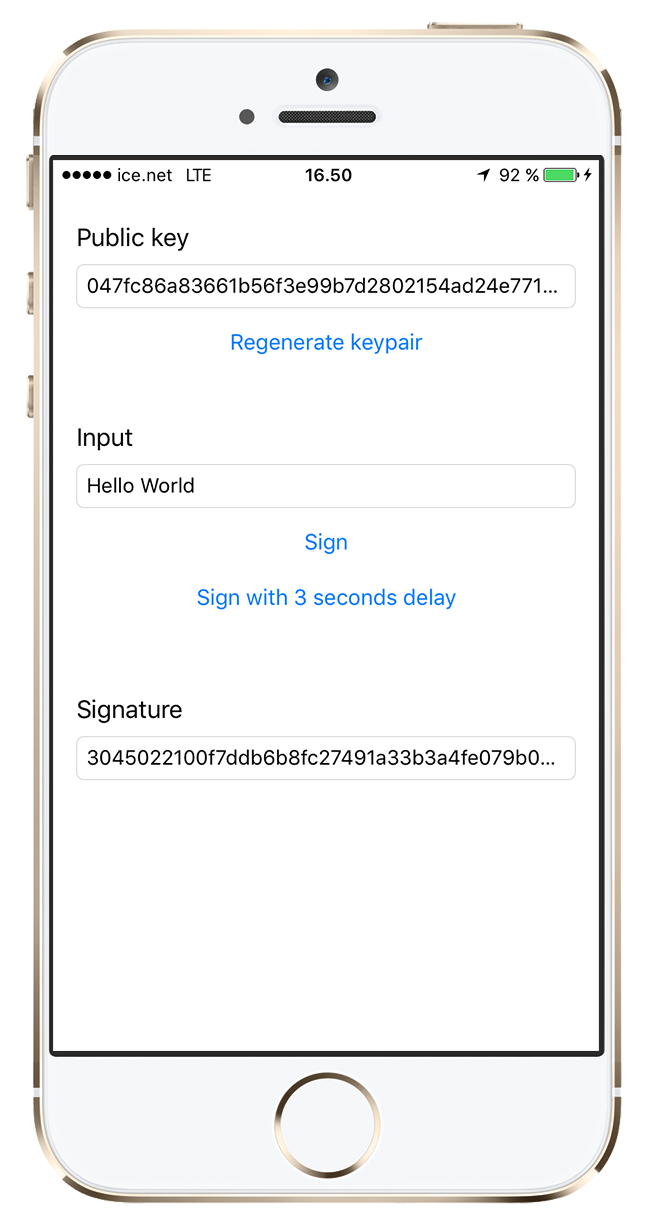 ●●●●● ice.net LTE 16.50 92 %
Public key
047fc86a83661b56f3e99b7d2802154ad24e771...
Regenerate keypair
Input
Hello World
Sign
Sign with 3 seconds delay
Signature
3045022100f7ddb6b8fc27491a33b3a4fe079b0...